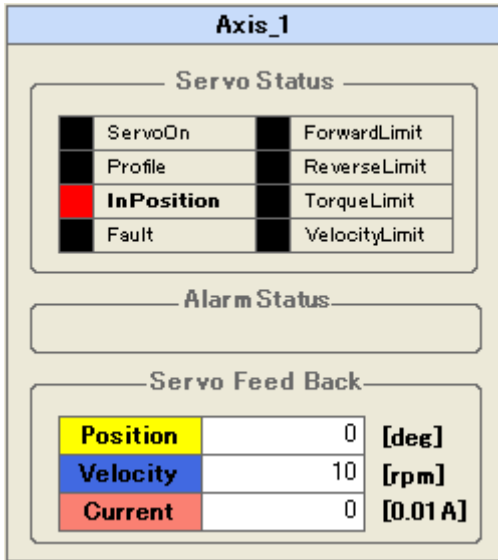 Axis_1
Servo Status
ServoOn ForwardLimit
Profile ReverseLimit
InPosition TorqueLimit
Fault VelocityLimit
Alarm Status
Servo Feed Back
Position 0 [deg]
Velocity 10 [rpm]
Current 0 [0.01A]